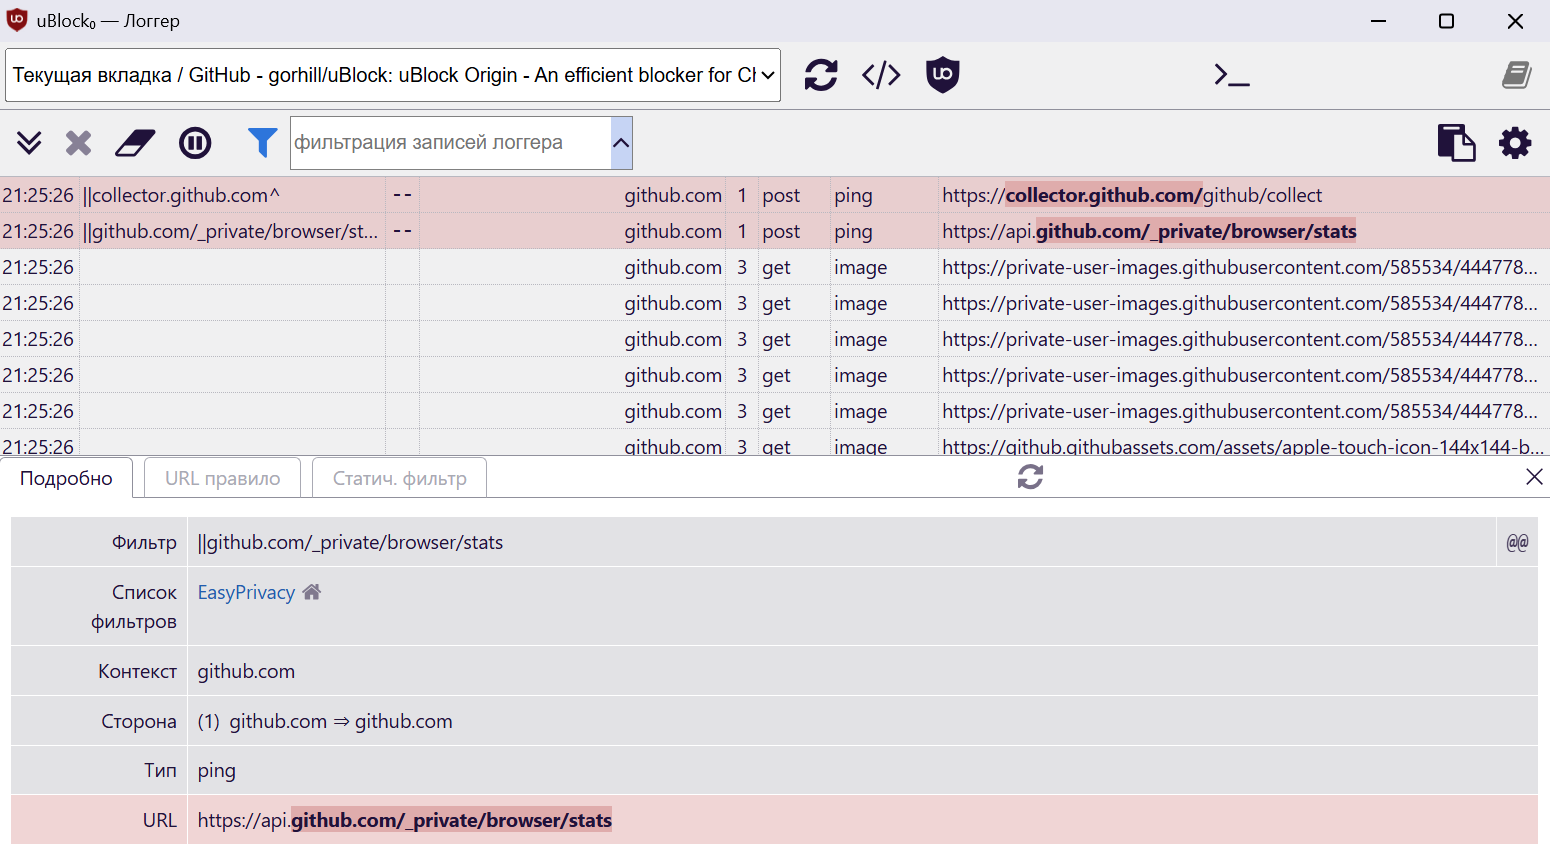 uBlock₀ — Логгер
Текущая вкладка / GitHub - gorhill/uBlock: uBlock Origin - An efficient blocker for Ch
</>
фильтрация записей логгера
21:25:26 ||collector.github.com^ -- github.com 1 post ping https://collector.github.com/github/collect
21:25:26 ||github.com/_private/browser/st... -- github.com 1 post ping https://api.github.com/_private/browser/stats
21:25:26 github.com 3 get image https://private-user-images.githubusercontent.com/585534/444778...
21:25:26 github.com 3 get image https://private-user-images.githubusercontent.com/585534/444778...
21:25:26 github.com 3 get image https://private-user-images.githubusercontent.com/585534/444778...
21:25:26 github.com 3 get image https://private-user-images.githubusercontent.com/585534/444778...
21:25:26 github.com 3 get image https://private-user-images.githubusercontent.com/585534/444778...
21:25:26 github.com 3 get image https://github.githubassets.com/assets/apple-touch-icon-144x144-b...
Подробно URL правило Статич. фильтр
Фильтр ||github.com/_private/browser/stats @@
Список фильтров EasyPrivacy
Контекст github.com
Сторона (1) github.com ⇒ github.com
Тип ping
URL https://api.github.com/_private/browser/stats